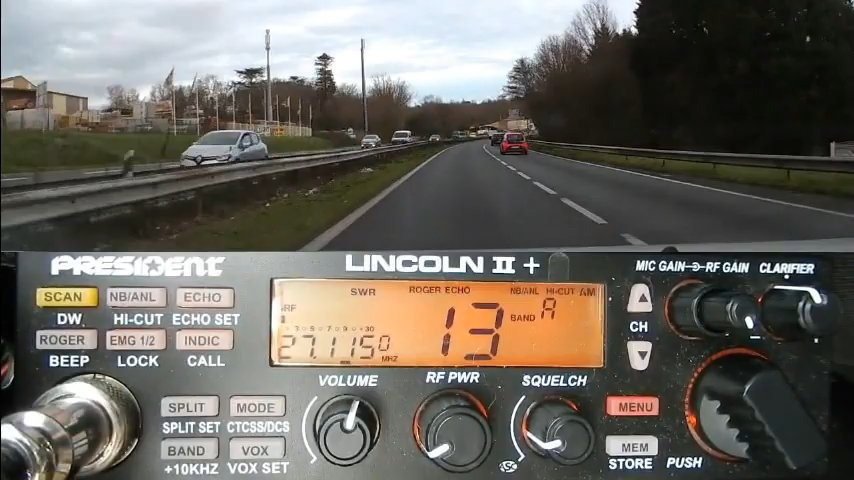 PRESIDENT LINCOLN II +
MIC GAIN RF GAIN CLARIFIER
SCAN NB/ANL ECHO
DW HI-CUT ECHO SET
ROGER EMG 1/2 INDIC
BEEP LOCK CALL
SWR ROGER ECHO NB/ANL HI-CUT AM
RF
13 BAND A
27.1150 MHZ
CH
VOLUME RF PWR SQUELCH
SPLIT MODE
SPLIT SET CTCSS/DCS
BAND VOX
+10KHZ VOX SET
ASC
MENU
MEM
STORE PUSH